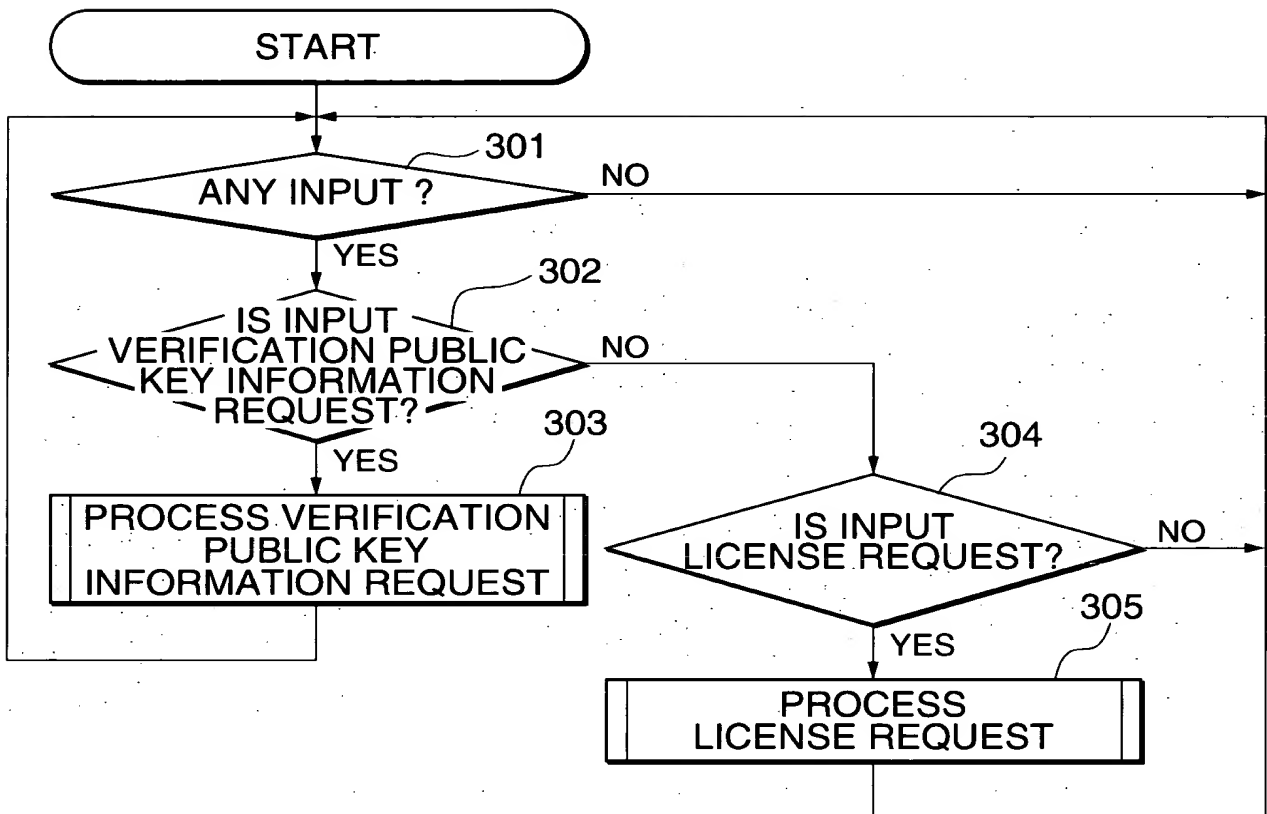 START
301
ANY INPUT ?
NO
YES
302
IS INPUT
VERIFICATION PUBLIC
KEY INFORMATION
REQUEST?
NO
YES
303
PROCESS VERIFICATION
PUBLIC KEY
INFORMATION REQUEST
304
IS INPUT
LICENSE REQUEST?
NO
YES
305
PROCESS
LICENSE REQUEST